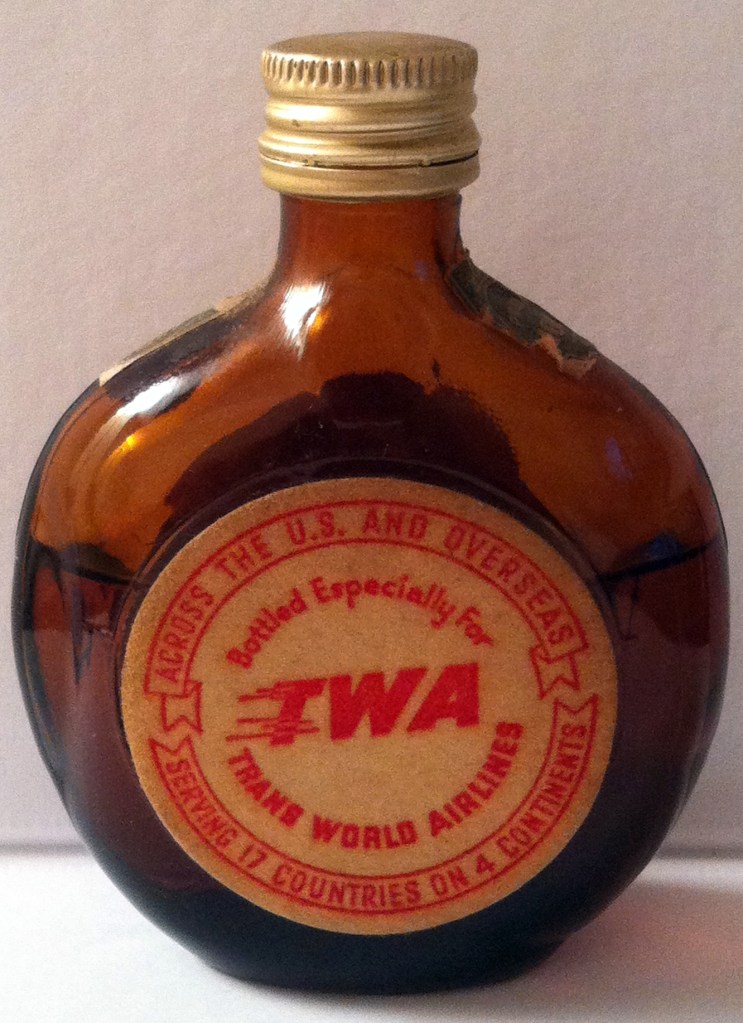 ACROSS THE U.S. AND OVERSEAS
Bottled Especially For
TWA
TRANS WORLD AIRLINES
SERVING 17 COUNTRIES ON 4 CONTINENTS